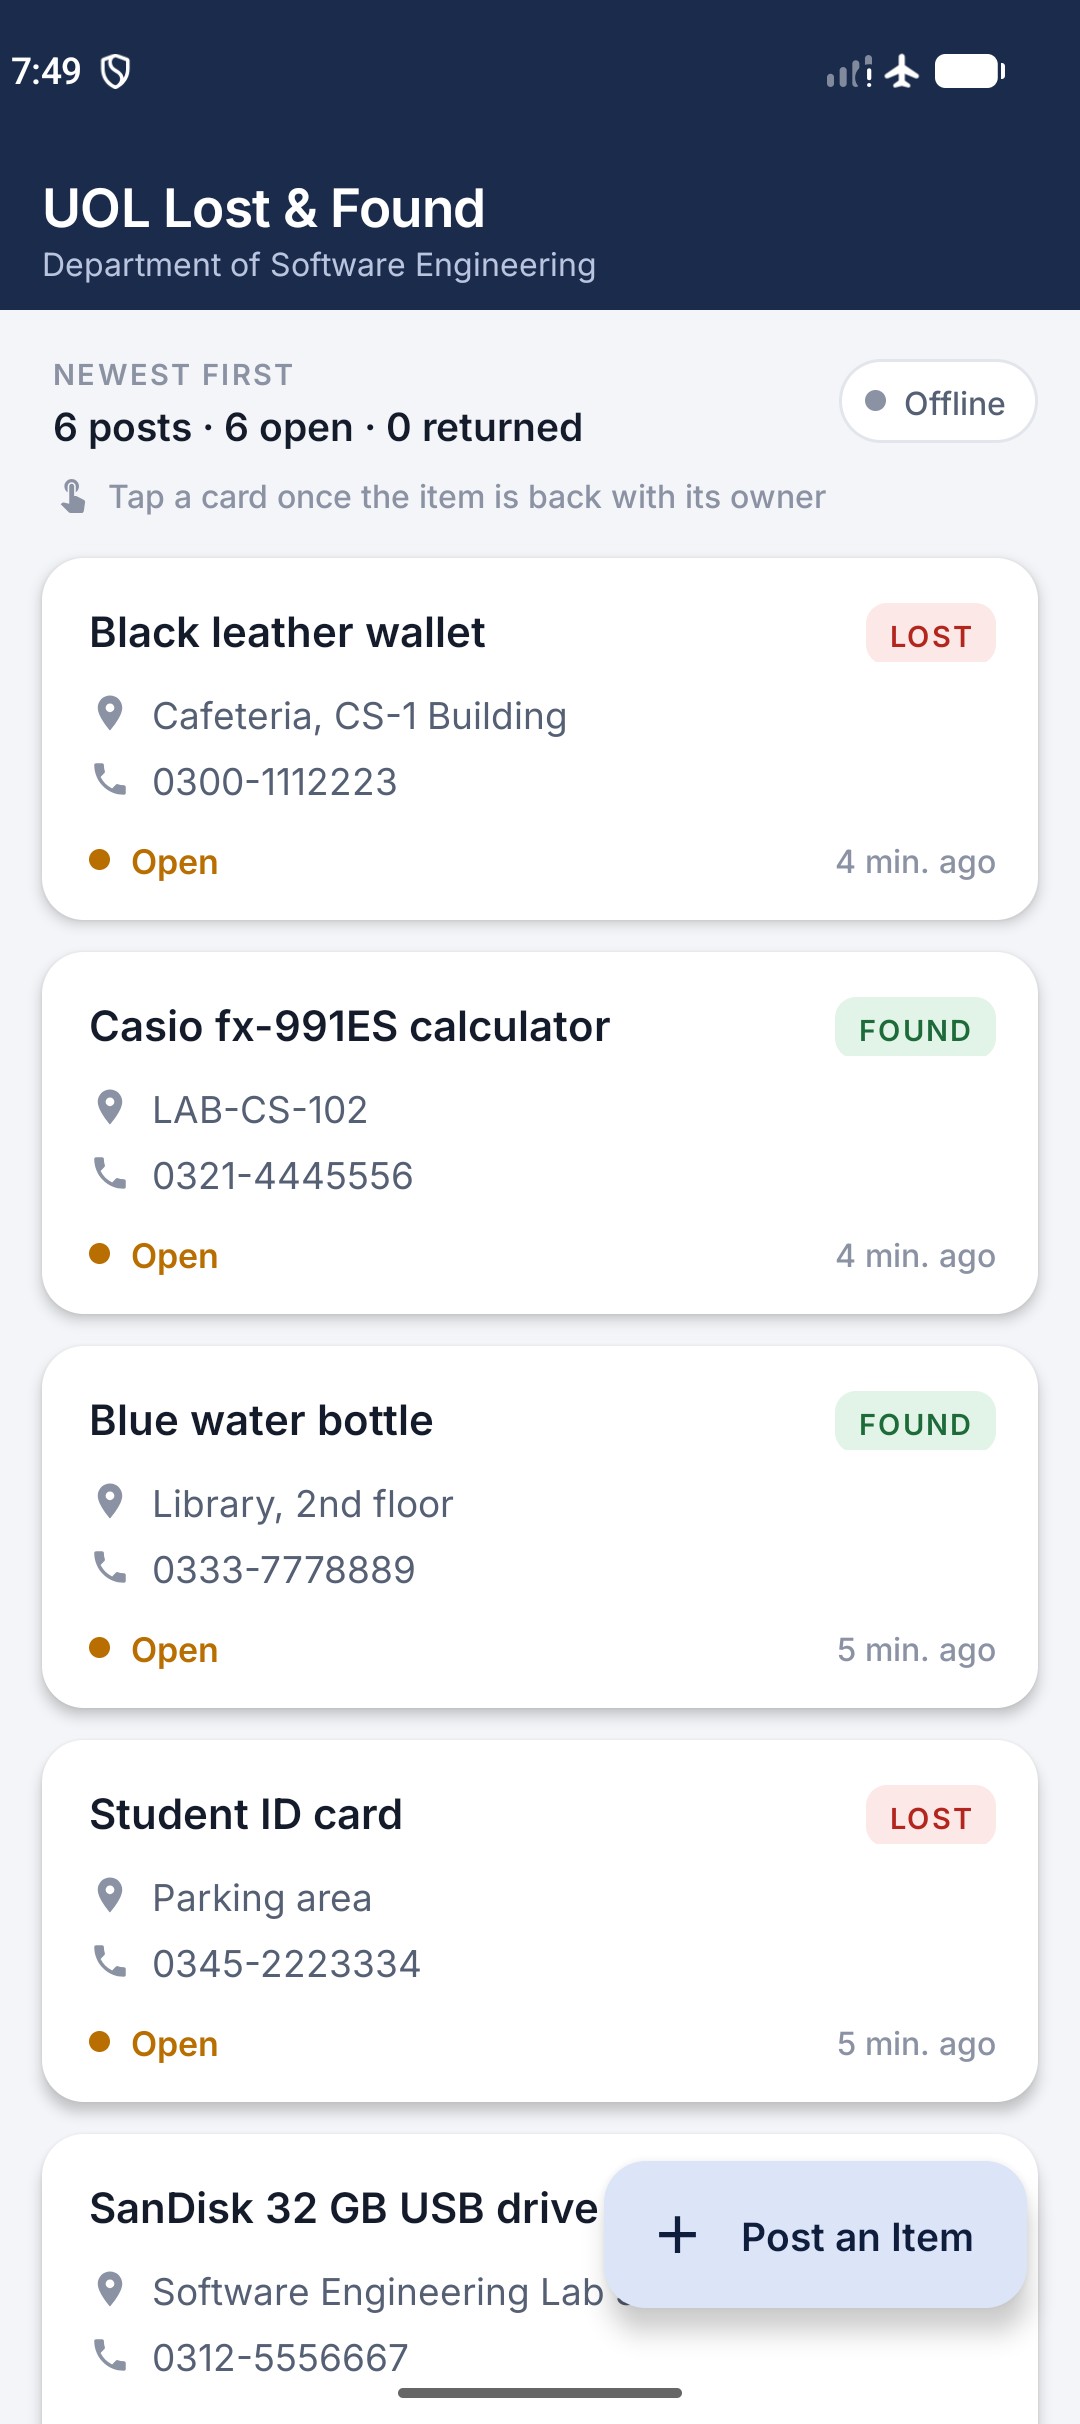 7:49
UOL Lost & Found
Department of Software Engineering
NEWEST FIRST
6 posts · 6 open · 0 returned
Offline
Tap a card once the item is back with its owner
Black leather wallet
LOST
Cafeteria, CS-1 Building
0300-1112223
Open
4 min. ago
Casio fx-991ES calculator
FOUND
LAB-CS-102
0321-4445556
Open
4 min. ago
Blue water bottle
FOUND
Library, 2nd floor
0333-7778889
Open
5 min. ago
Student ID card
LOST
Parking area
0345-2223334
Open
5 min. ago
SanDisk 32 GB USB drive
Post an Item
Software Engineering Lab
0312-5556667